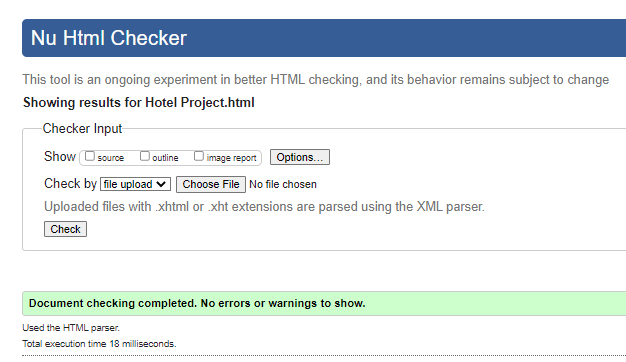 Nu Html Checker
This tool is an ongoing experiment in better HTML checking, and its behavior remains subject to change
Showing results for Hotel Project.html
Checker Input
Show source outline image report Options...
Check by file upload Choose File No file chosen
Uploaded files with .xhtml or .xht extensions are parsed using the XML parser.
Check
Document checking completed. No errors or warnings to show.
Used the HTML parser.
Total execution time 18 milliseconds.